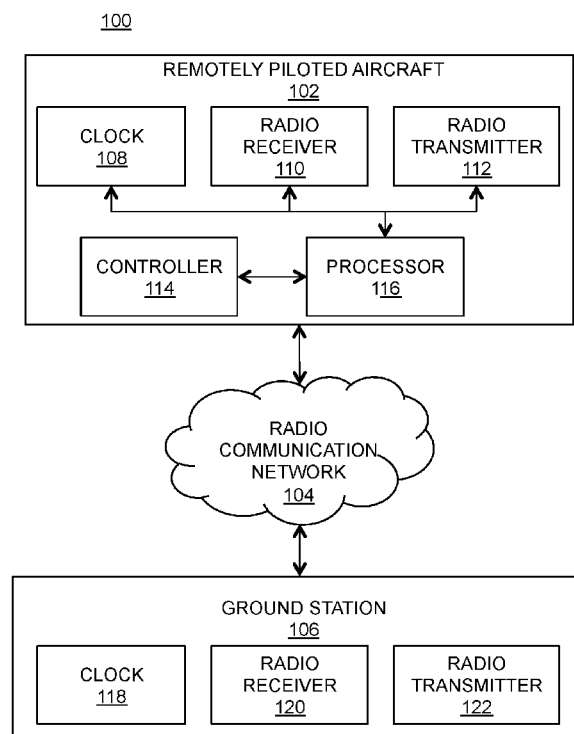 100
REMOTELY PILOTED AIRCRAFT
102
CLOCK
108
RADIO
RECEIVER
110
RADIO
TRANSMITTER
112
CONTROLLER
114
PROCESSOR
116
RADIO
COMMUNICATION
NETWORK
104
GROUND STATION
106
CLOCK
118
RADIO
RECEIVER
120
RADIO
TRANSMITTER
122